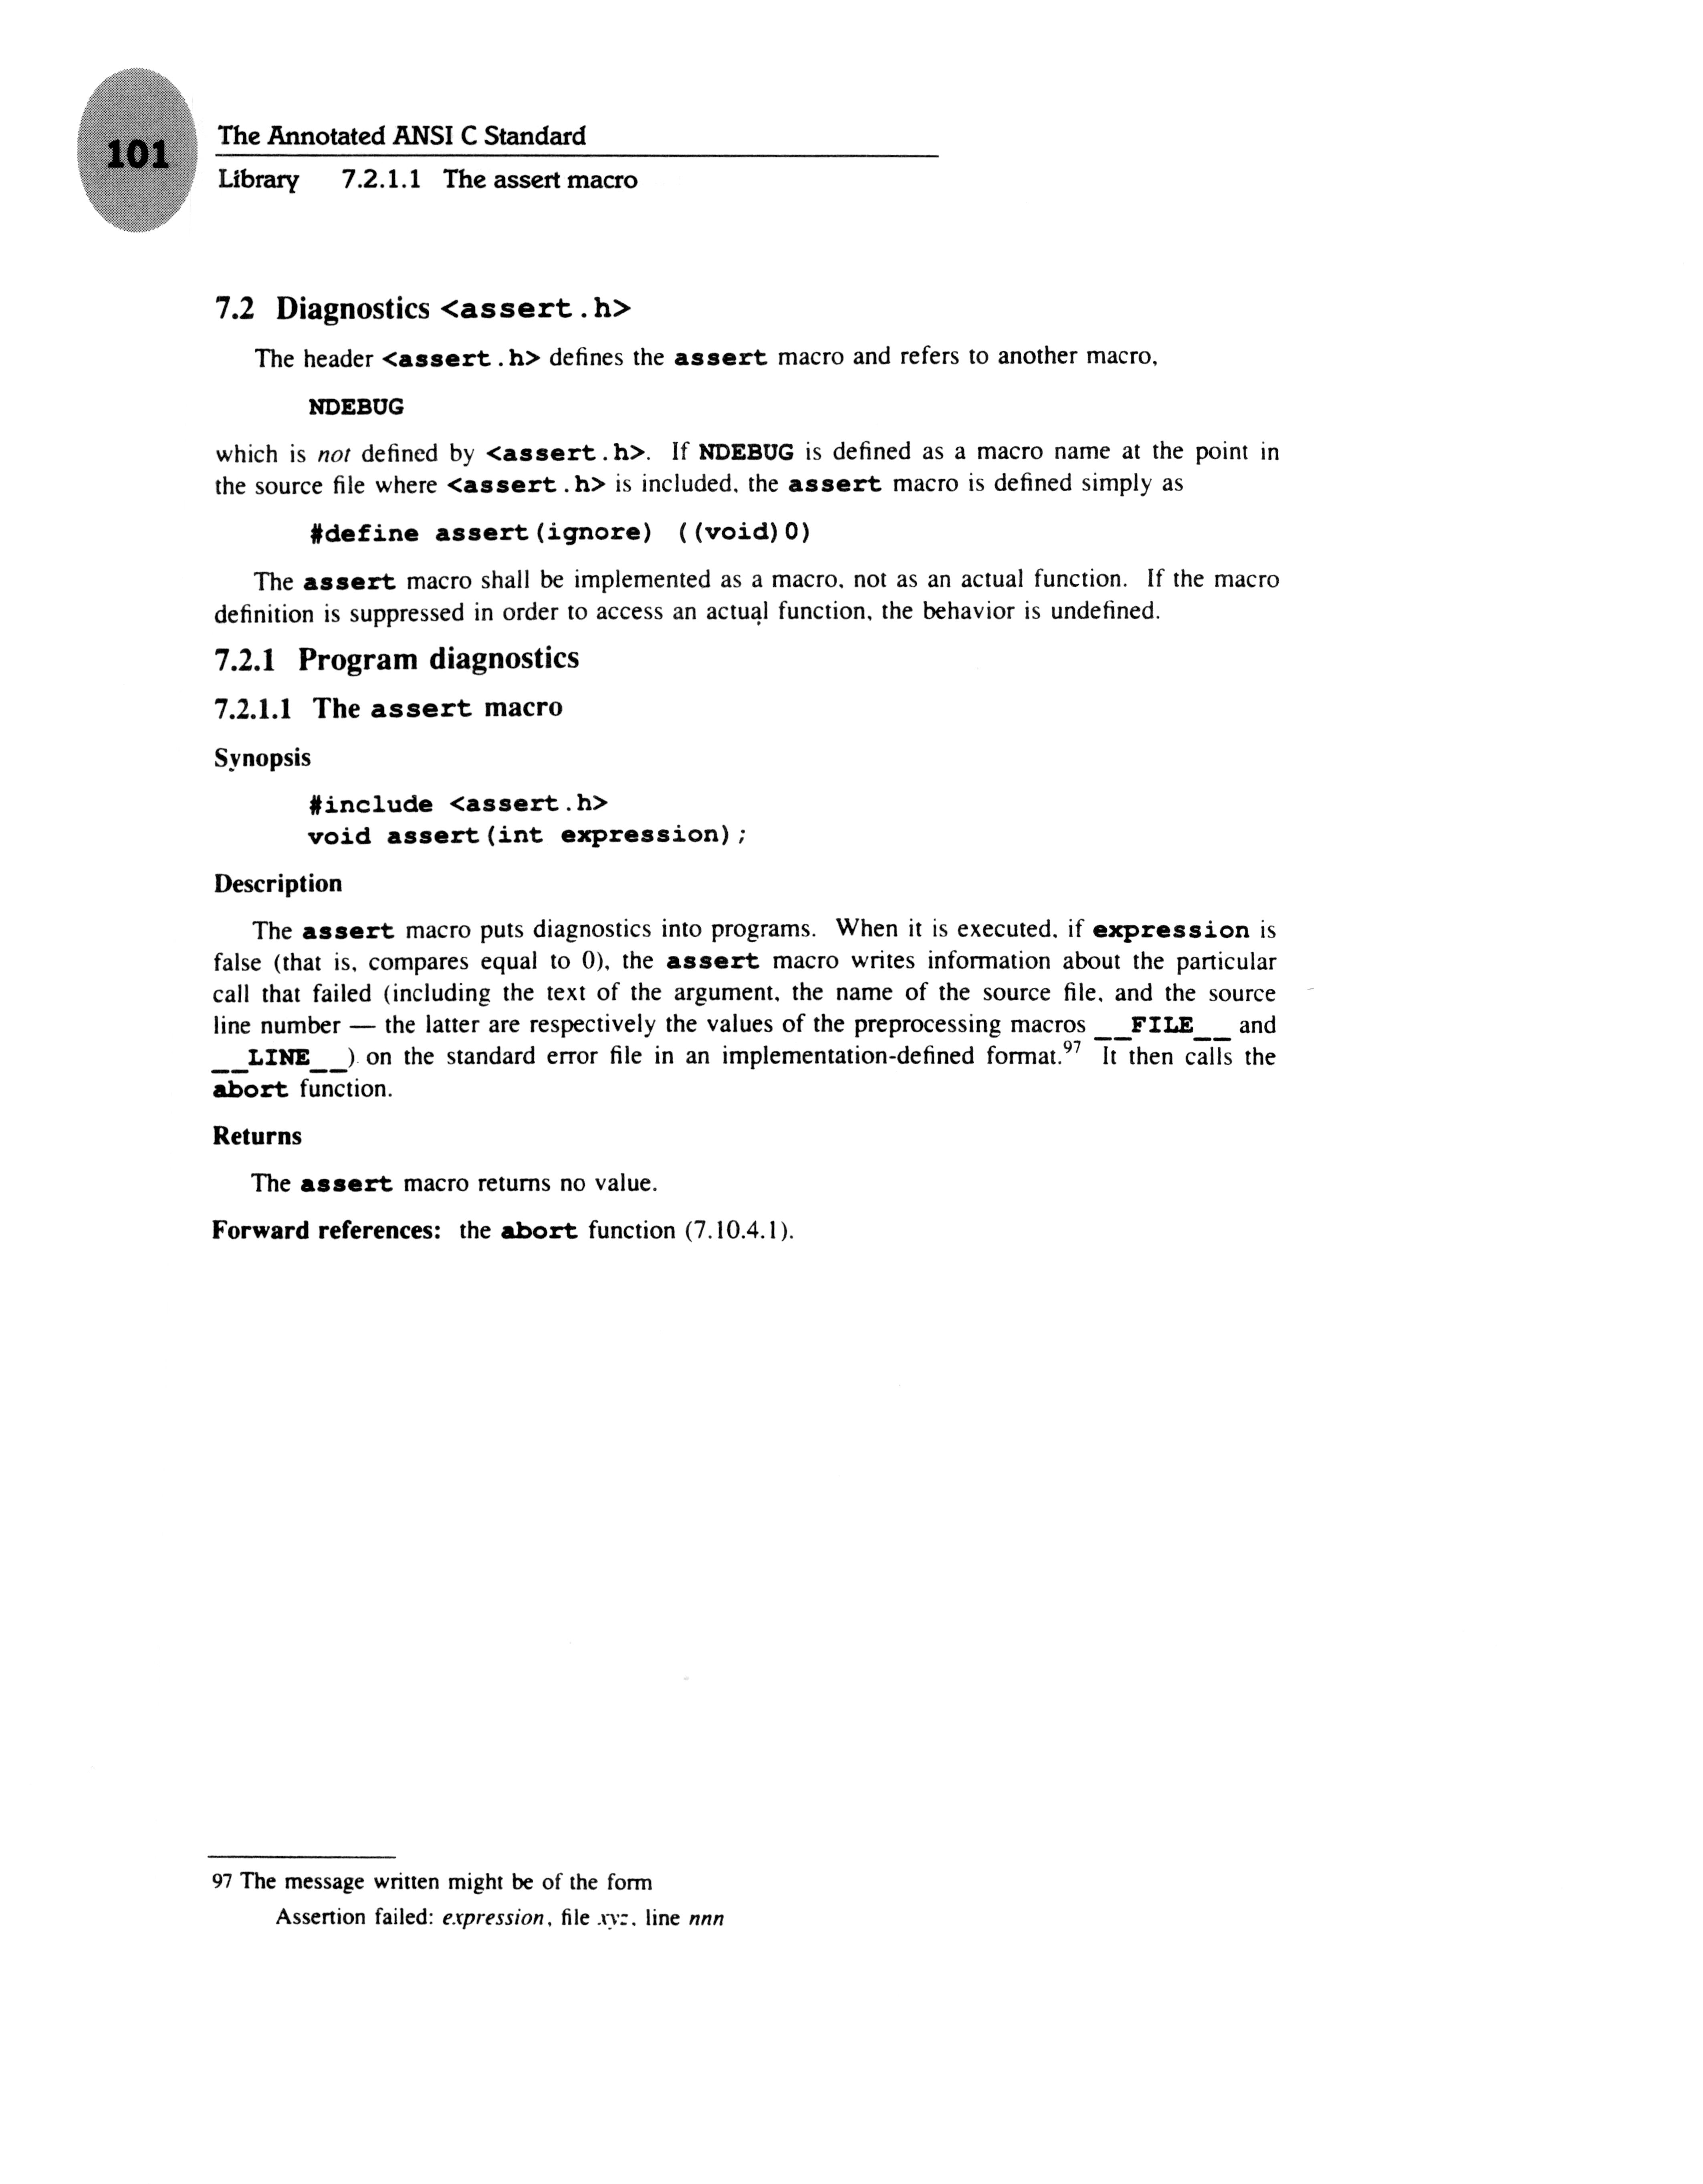 101
The Annotated ANSI C Standard
Library 7.2.1.1 The assert macro
7.2 Diagnostics <assert.h>
The header <assert.h> defines the assert macro and refers to another macro,
NDEBUG
which is not defined by <assert.h>. If NDEBUG is defined as a macro name at the point in
the source file where <assert.h> is included, the assert macro is defined simply as
#define assert(ignore) ((void)0)
The assert macro shall be implemented as a macro, not as an actual function. If the macro
definition is suppressed in order to access an actual function, the behavior is undefined.
7.2.1 Program diagnostics
7.2.1.1 The assert macro
Synopsis
#include <assert.h>
void assert(int expression);
Description
The assert macro puts diagnostics into programs. When it is executed, if expression is
false (that is, compares equal to 0), the assert macro writes information about the particular
call that failed (including the text of the argument, the name of the source file, and the source
line number — the latter are respectively the values of the preprocessing macros __FILE__ and
__LINE__) on the standard error file in an implementation-defined format.97 It then calls the
abort function.
Returns
The assert macro returns no value.
Forward references: the abort function (7.10.4.1).
97 The message written might be of the form
Assertion failed: expression, file xyz, line nnn